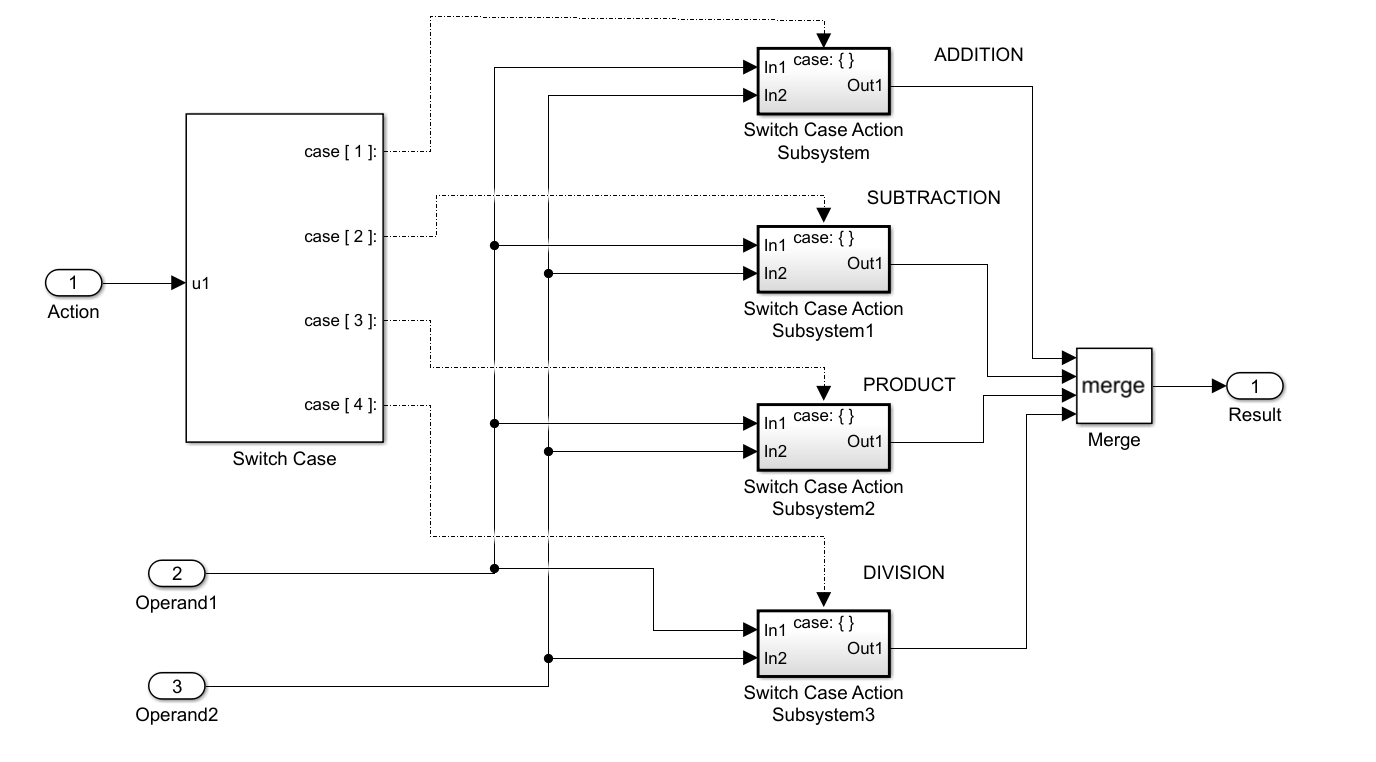 ADDITION
case: { }
In1
Out1
In2
Switch Case Action
Subsystem
case [ 1 ]:
SUBTRACTION
case [ 2 ]:
case: { }
In1
Out1
In2
1
u1
Action
Switch Case Action
Subsystem1
case [ 3 ]:
PRODUCT
merge
1
case [ 4 ]:
case: { }
In1
Out1
In2
Result
Merge
Switch Case
Switch Case Action
Subsystem2
2
Operand1
DIVISION
case: { }
In1
Out1
In2
3
Operand2
Switch Case Action
Subsystem3